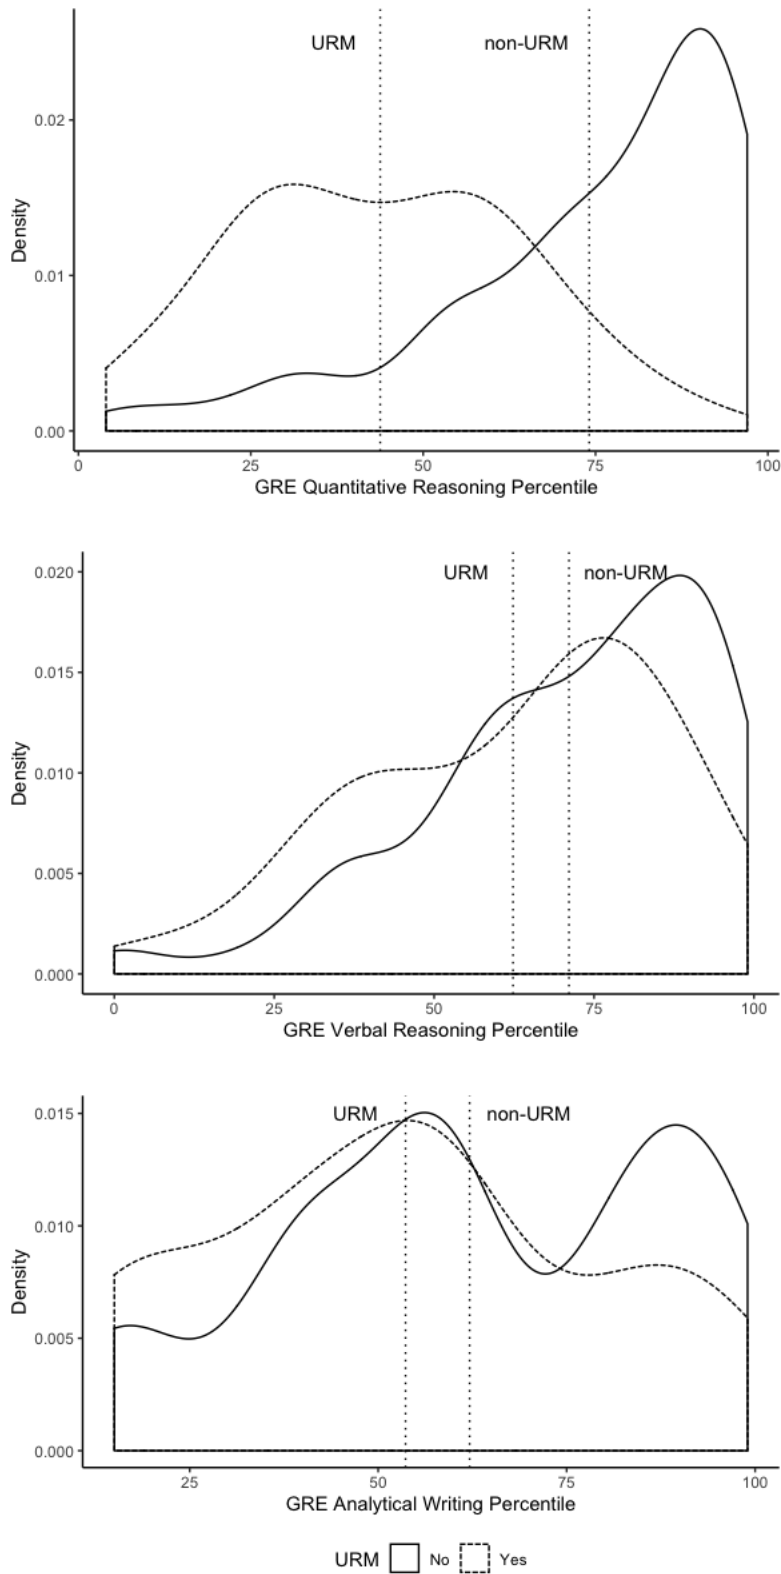 URM non-URM
Density
0.02
0.01
0.00
0 25 50 75 100
GRE Quantitative Reasoning Percentile
URM non-URM
Density
0.020
0.015
0.010
0.005
0.000
0 25 50 75 100
GRE Verbal Reasoning Percentile
URM non-URM
Density
0.015
0.010
0.005
0.000
25 50 75 100
GRE Analytical Writing Percentile
URM No Yes